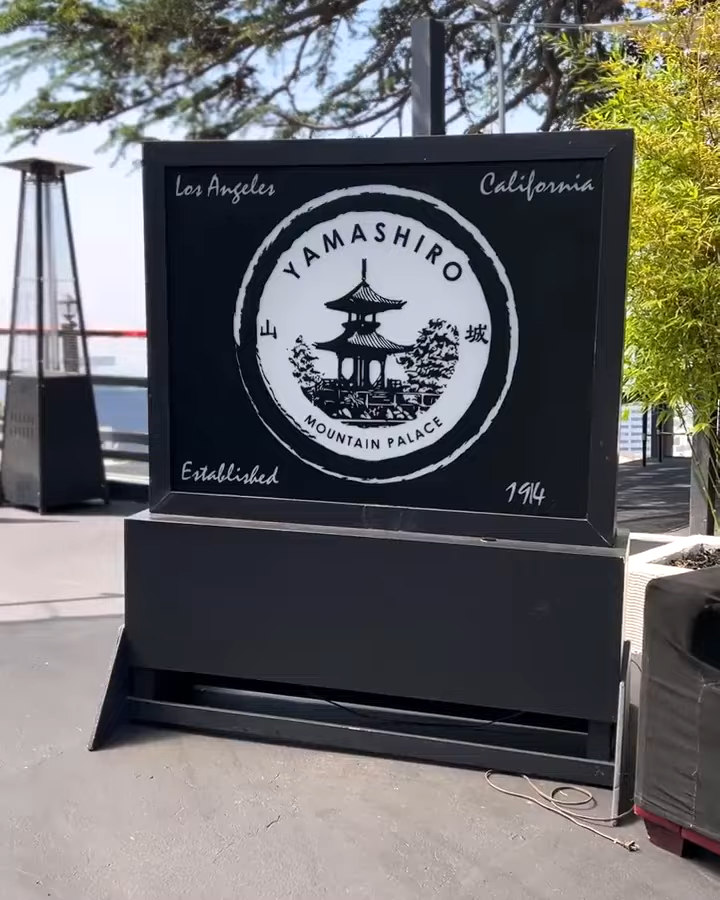 Los Angeles
California
YAMASHIRO
山
城
MOUNTAIN PALACE
Established
1914